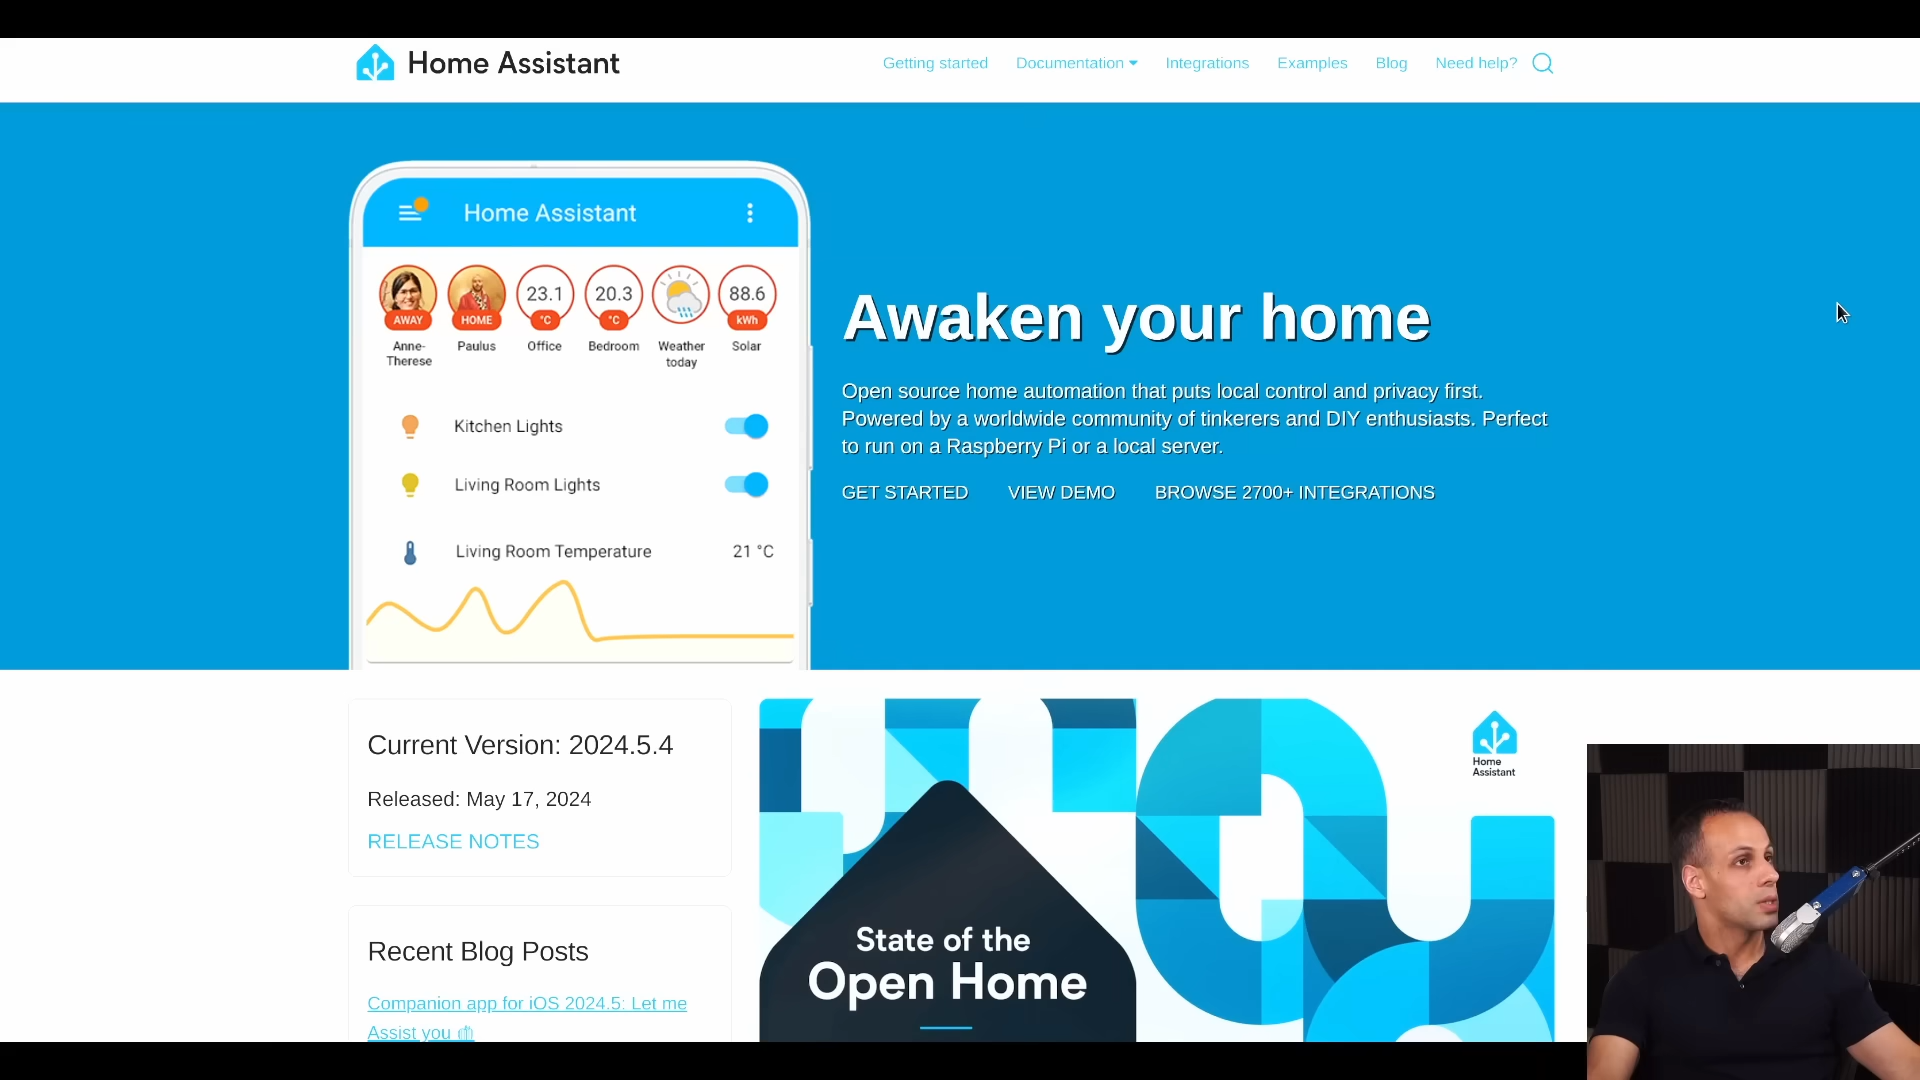 Home Assistant
Getting started
Documentation
Integrations
Examples
Blog
Need help?
Home Assistant
23.1
20.3
88.6
AWAY
HOME
°C
°C
kWh
Anne-
Therese
Paulus
Office
Bedroom
Weather
today
Solar
Kitchen Lights
Living Room Lights
Living Room Temperature
21 °C
Awaken your home
Open source home automation that puts local control and privacy first.
Powered by a worldwide community of tinkerers and DIY enthusiasts. Perfect
to run on a Raspberry Pi or a local server.
GET STARTED
VIEW DEMO
BROWSE 2700+ INTEGRATIONS
Current Version: 2024.5.4
Released: May 17, 2024
RELEASE NOTES
Recent Blog Posts
Companion app for iOS 2024.5: Let me
Assist you
State of the
Open Home
Home
Assistant